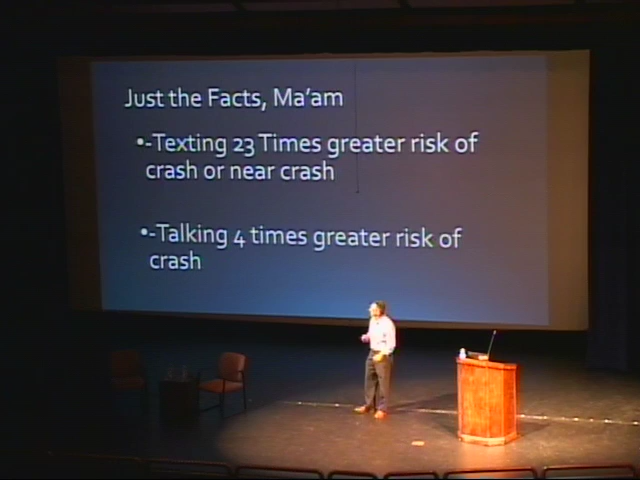 Just the Facts, Ma'am
•-Texting 23 Times greater risk of
crash or near crash
•-Talking 4 times greater risk of
crash